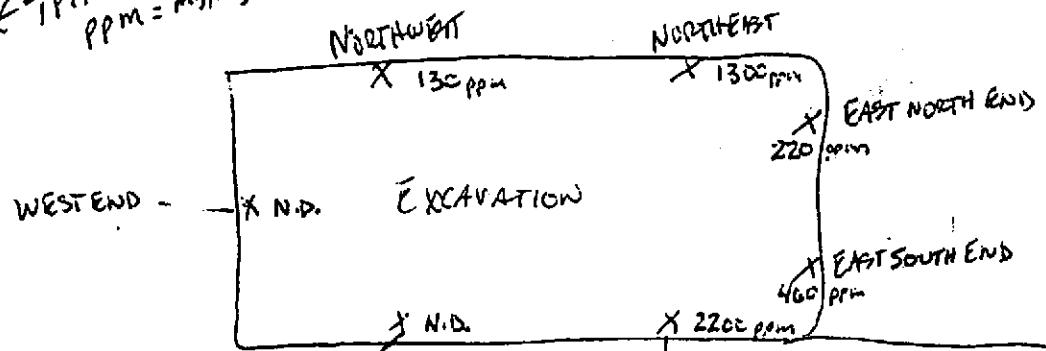 ppm =
NORTHWEST
NORTHEAST
X 130 ppm
X 1300 ppm
X EAST NORTH END
220 ppm
WEST END - X N.D.
EXCAVATION
X EAST SOUTH END
460 ppm
X N.D.
X 2200 ppm